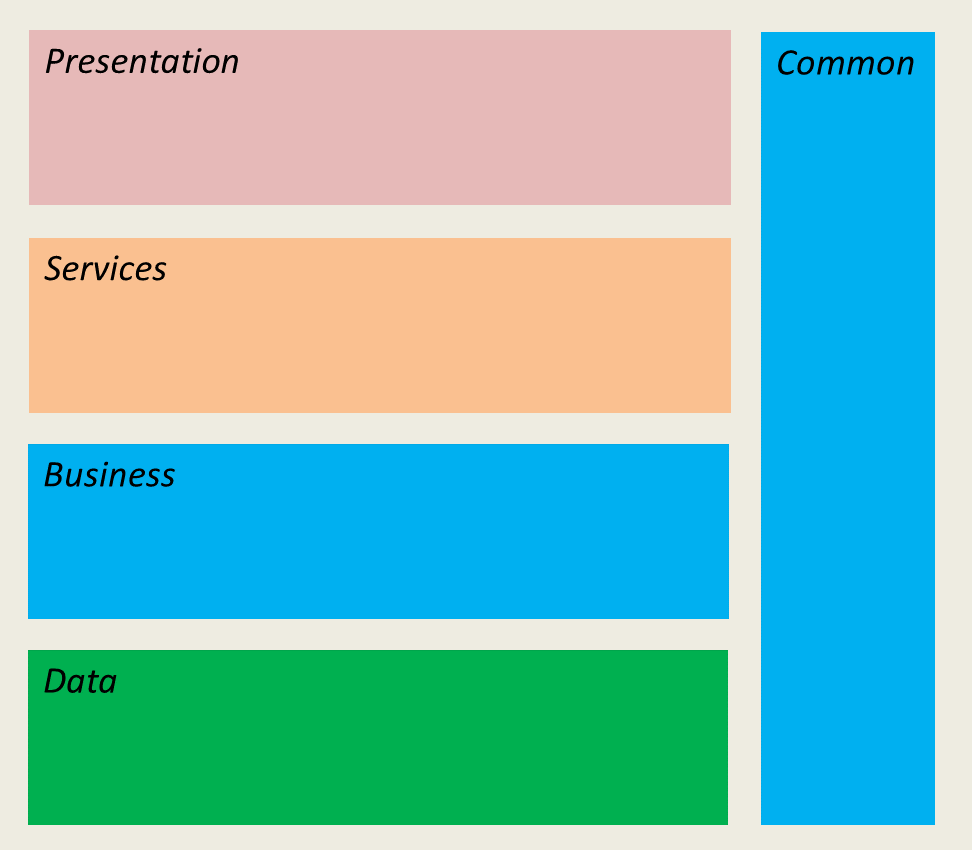 Presentation
Common
Services
Business
Data